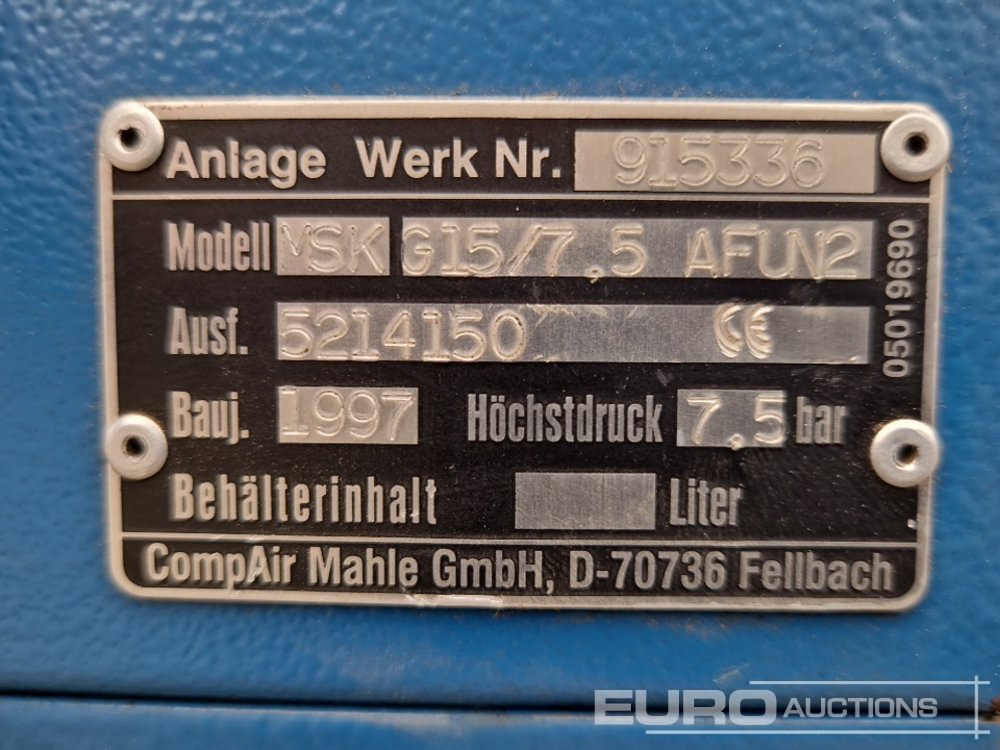 Anlage Werk Nr. 915336
Modell MSK G15/7,5 AFUN2
Ausf. 5214150 CE
Bauj. 1997 Höchstdruck 7,5 bar
Behälterinhalt Liter
CompAir Mahle GmbH, D-70736 Fellbach
05019690
EURO AUCTIONS